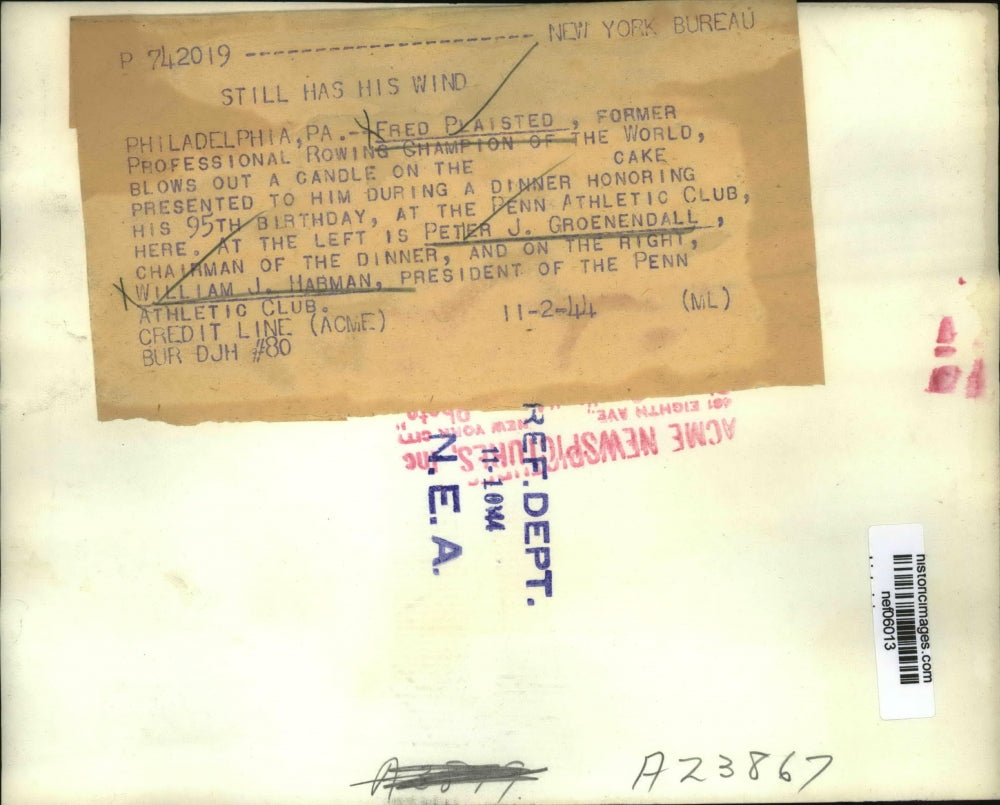 P 742019 ---------------------- NEW YORK BUREAU
STILL HAS HIS WIND
PHILADELPHIA, PA.--FRED PLAISTED, FORMER
PROFESSIONAL ROWING CHAMPION OF THE WORLD,
BLOWS OUT A CANDLE ON THE CAKE
PRESENTED TO HIM DURING A DINNER HONORING
HIS 95TH BIRTHDAY, AT THE PENN ATHLETIC CLUB,
HERE. AT THE LEFT IS PETER J. GROENENDALL,
CHAIRMAN OF THE DINNER, AND ON THE RIGHT,
WILLIAM J. HARMAN, PRESIDENT OF THE PENN
ATHLETIC CLUB.
CREDIT LINE (ACME) 11-2-44 (ML)
BUR DJH #80
ACME NEWSPICTURES, Inc
461 EIGHTH AVE.,
NEW YORK CITY
Photo
REF. DEPT.
11-10 44
N.E.A.
historicimages.com
nef06013
A23867